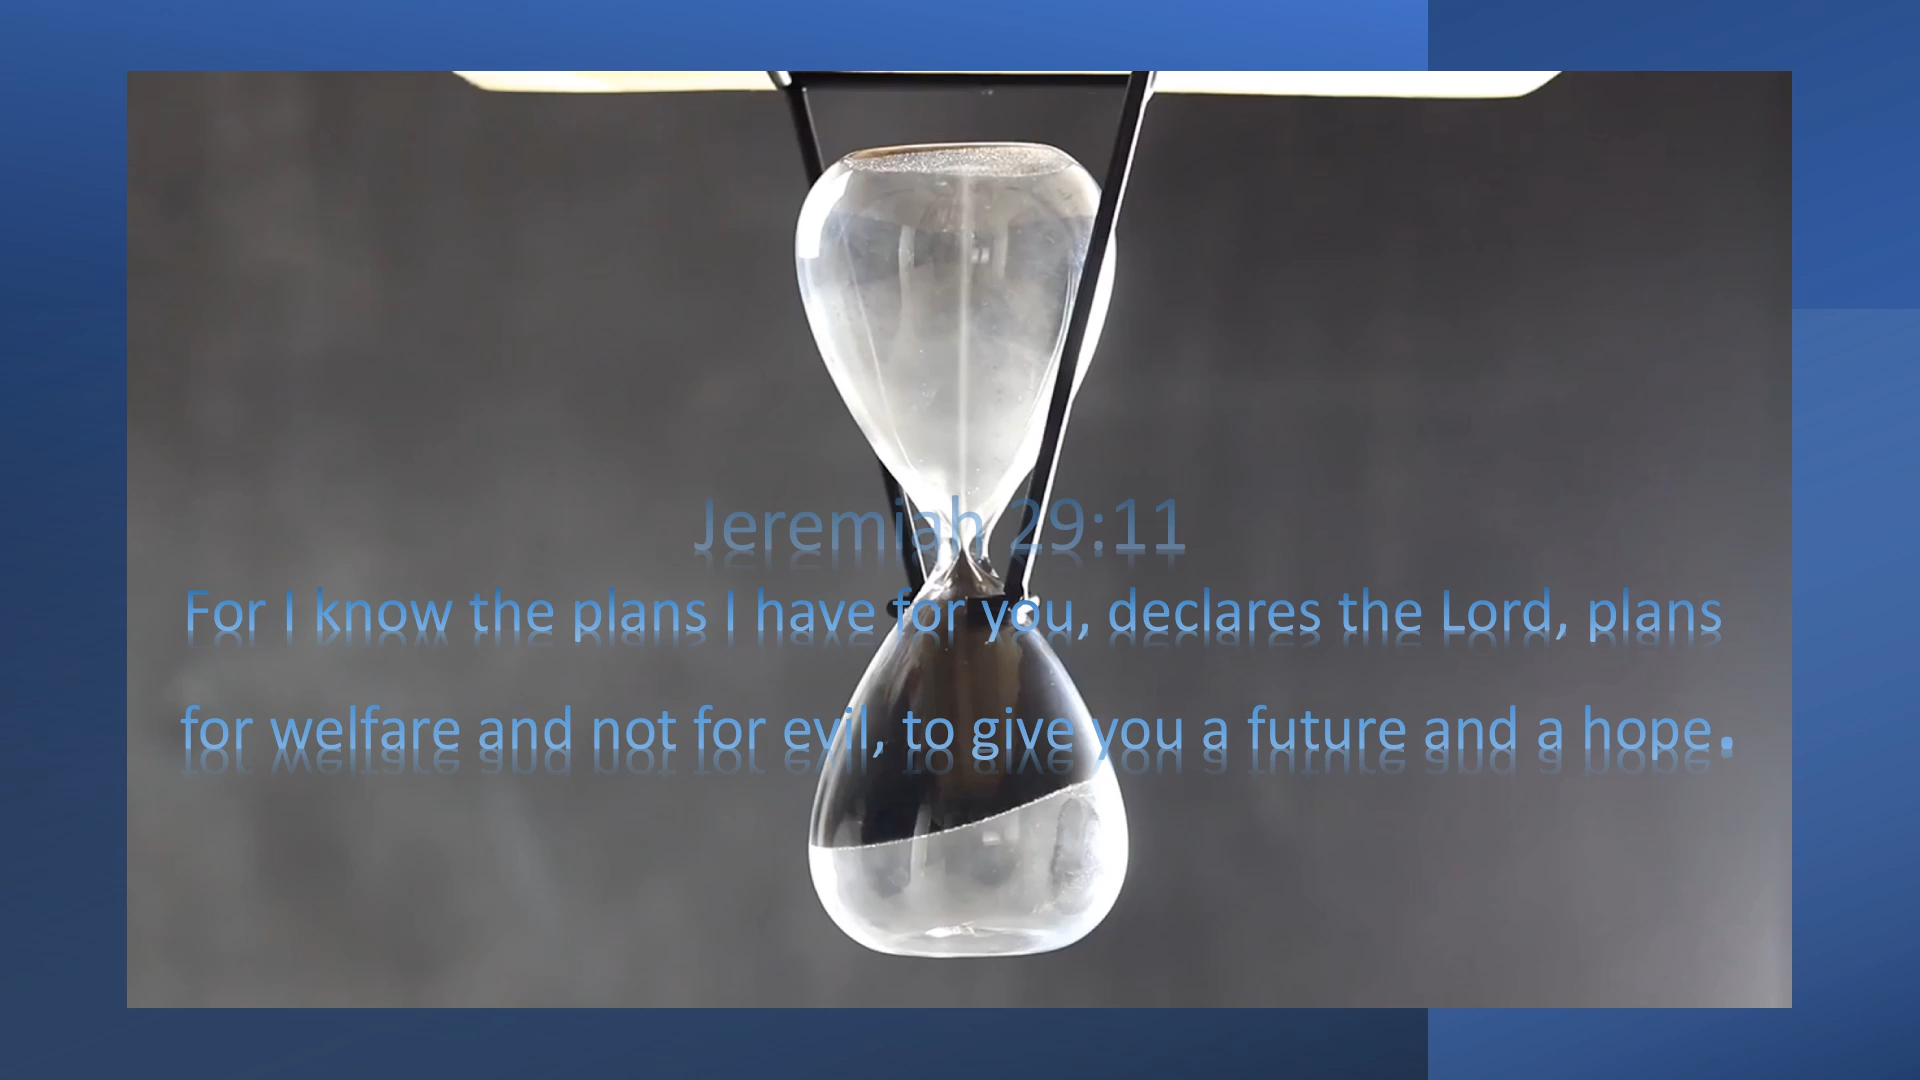 Jeremiah 29:11
For I know the plans I have for you, declares the Lord, plans
for welfare and not for evil, to give you a future and a hope.